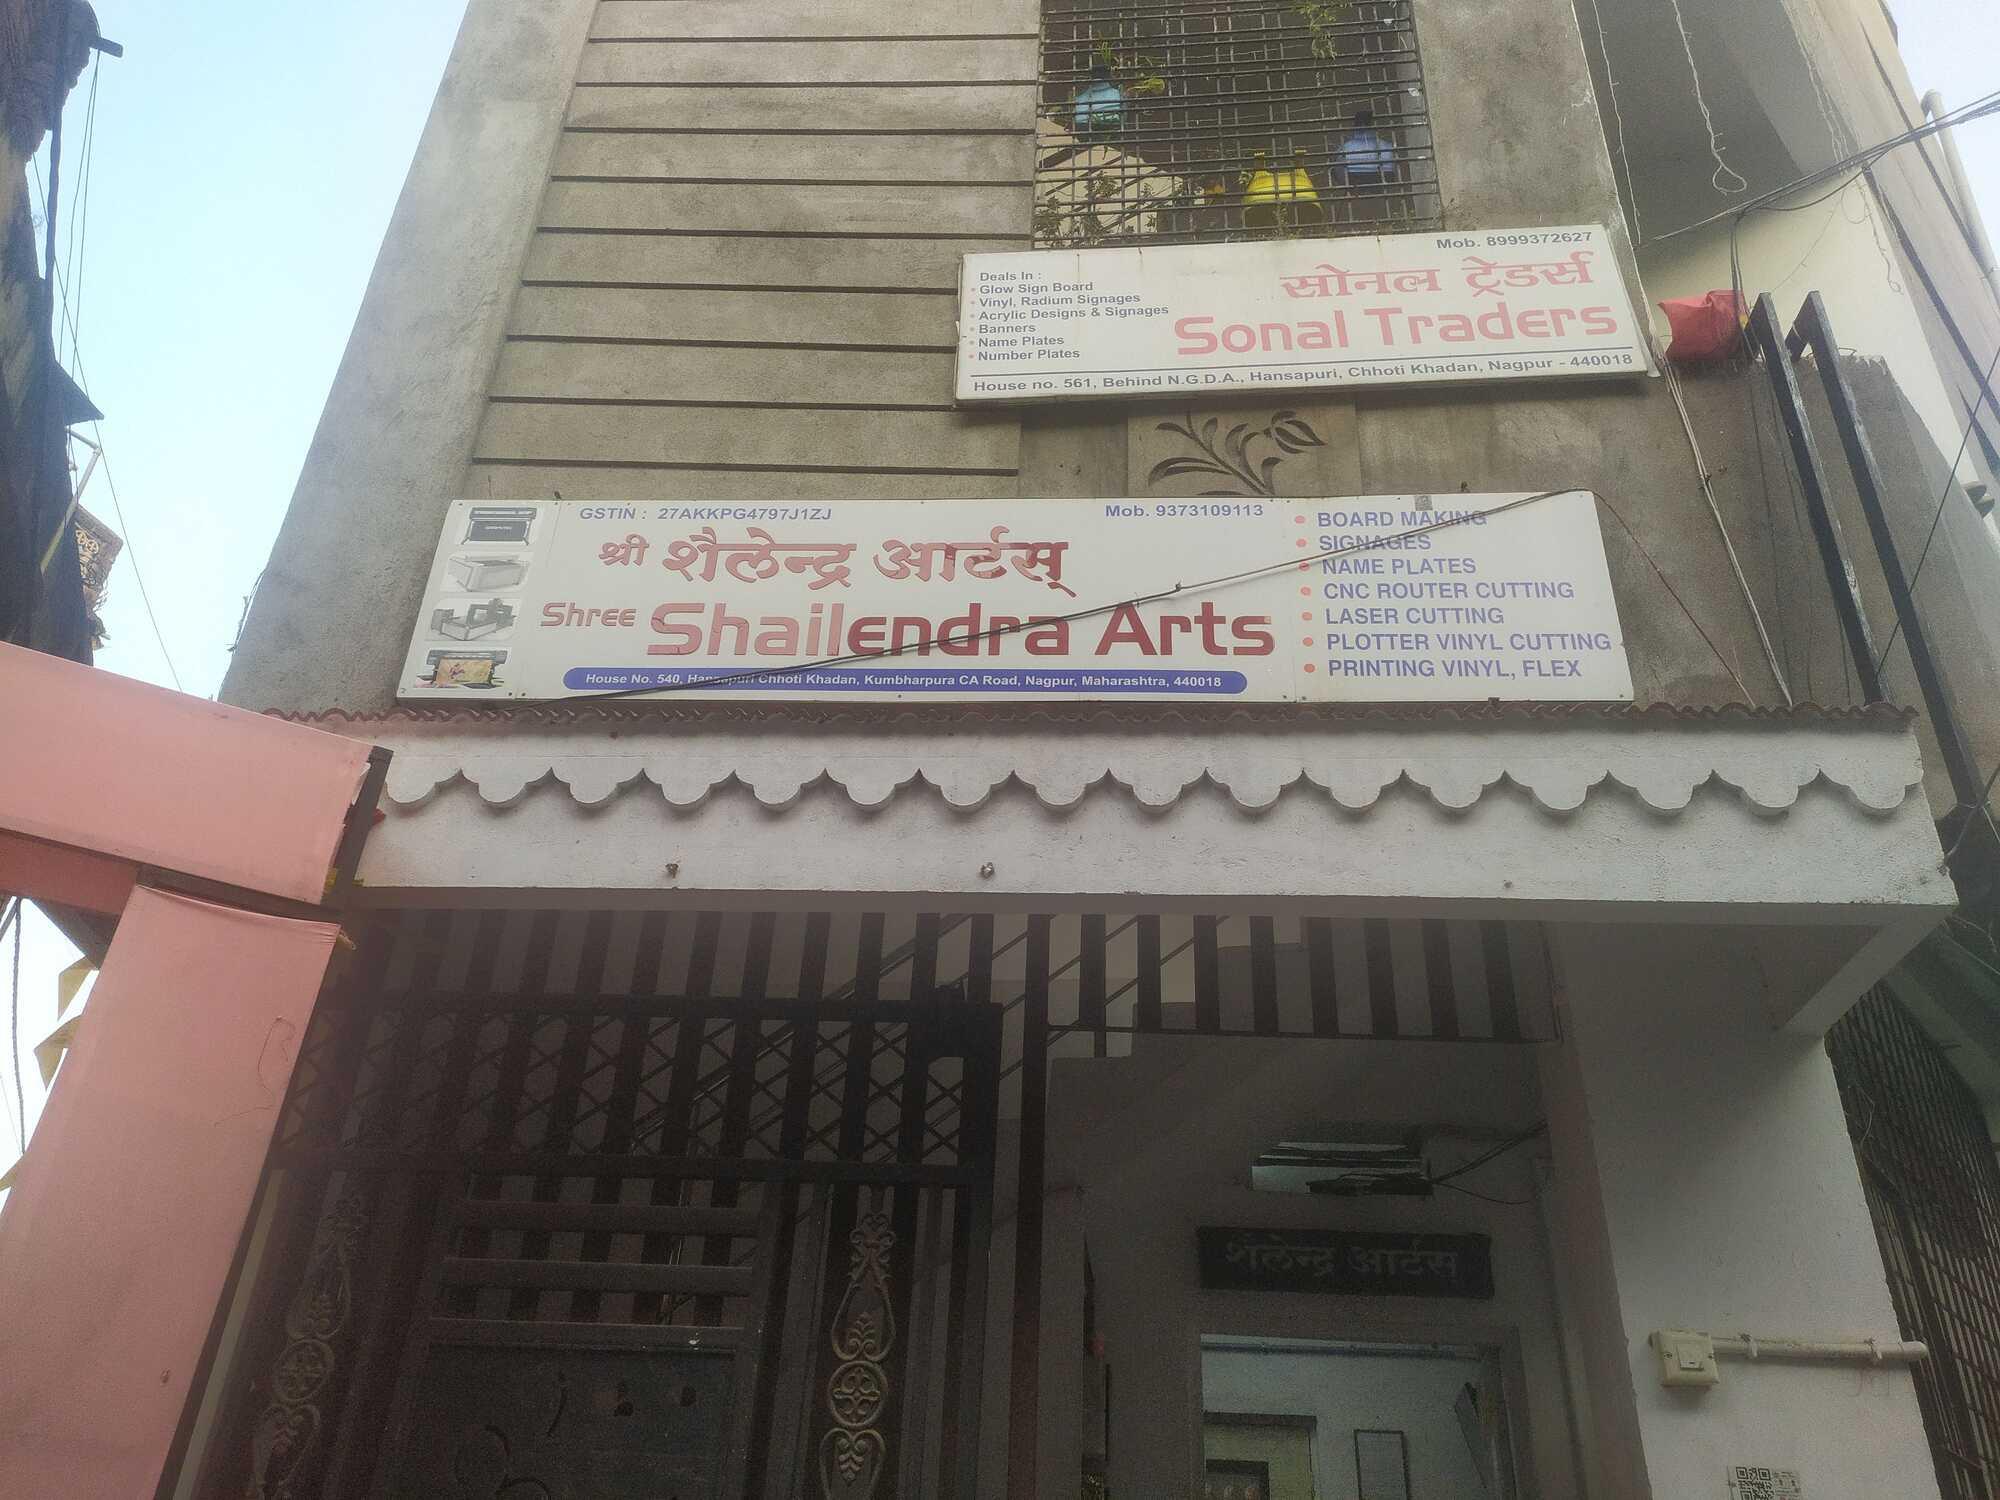 Mob. 8999372627
Deals In :
• Glow Sign Board
• Vinyl, Radium Signages
• Acrylic Designs & Signages
• Banners
• Name Plates
• Number Plates
सोनल ट्रेडर्स
Sonal Traders
House no. 561, Behind N.G.D.A., Hansapuri, Chhoti Khadan, Nagpur - 440018
GSTIN : 27AKKPG4797J1ZJ
Mob. 9373109113
श्री शैलेन्द्र आर्टस्
Shree Shailendra Arts
House No. 540, Hansapuri Chhoti Khadan, Kumbharpura CA Road, Nagpur, Maharashtra, 440018
• BOARD MAKING
• SIGNAGES
• NAME PLATES
• CNC ROUTER CUTTING
• LASER CUTTING
• PLOTTER VINYL CUTTING
• PRINTING VINYL, FLEX
शैलेन्द्र आर्टस्